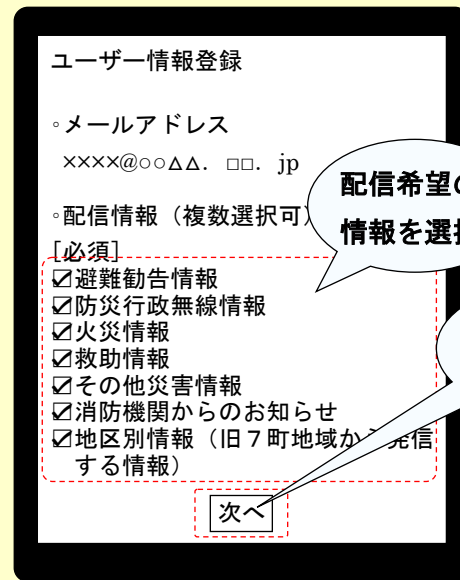 ユーザー情報登録
◦メールアドレス
××××@○○△△. □□. jp
◦配信情報（複数選択可）
[必須]
☑避難勧告情報
☑防災行政無線情報
☑火災情報
☑救助情報
☑その他災害情報
☑消防機関からのお知らせ
☑地区別情報（旧７町地域から発信
する情報）
次へ
配信希望の
情報を選択